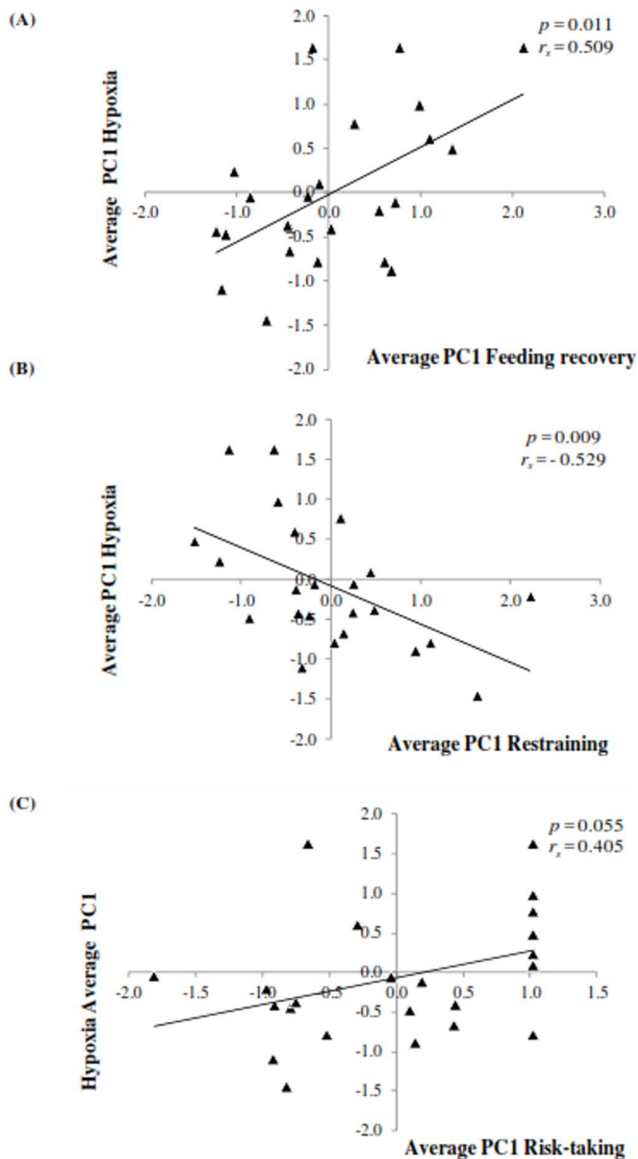 (A)
p = 0.011
r_s = 0.509
Average PC1 Hypoxia
2.0
1.5
1.0
0.5
0.0
-2.0 -1.0 0.0 1.0 2.0 3.0
-0.5
-1.0
-1.5
-2.0
Average PC1 Feeding recovery
(B)
p = 0.009
r_s = - 0.529
Average PC1 Hypoxia
2.0
1.5
1.0
0.5
0.0
-2.0 -1.0 0.0 1.0 2.0 3.0
-0.5
-1.0
-1.5
-2.0
Average PC1 Restraining
(C)
p = 0.055
r_s = 0.405
Hypoxia Average PC1
2.0
1.5
1.0
0.5
0.0
-2.0 -1.5 -1.0 -0.5 0.0 0.5 1.0 1.5
-0.5
-1.0
-1.5
-2.0
Average PC1 Risk-taking